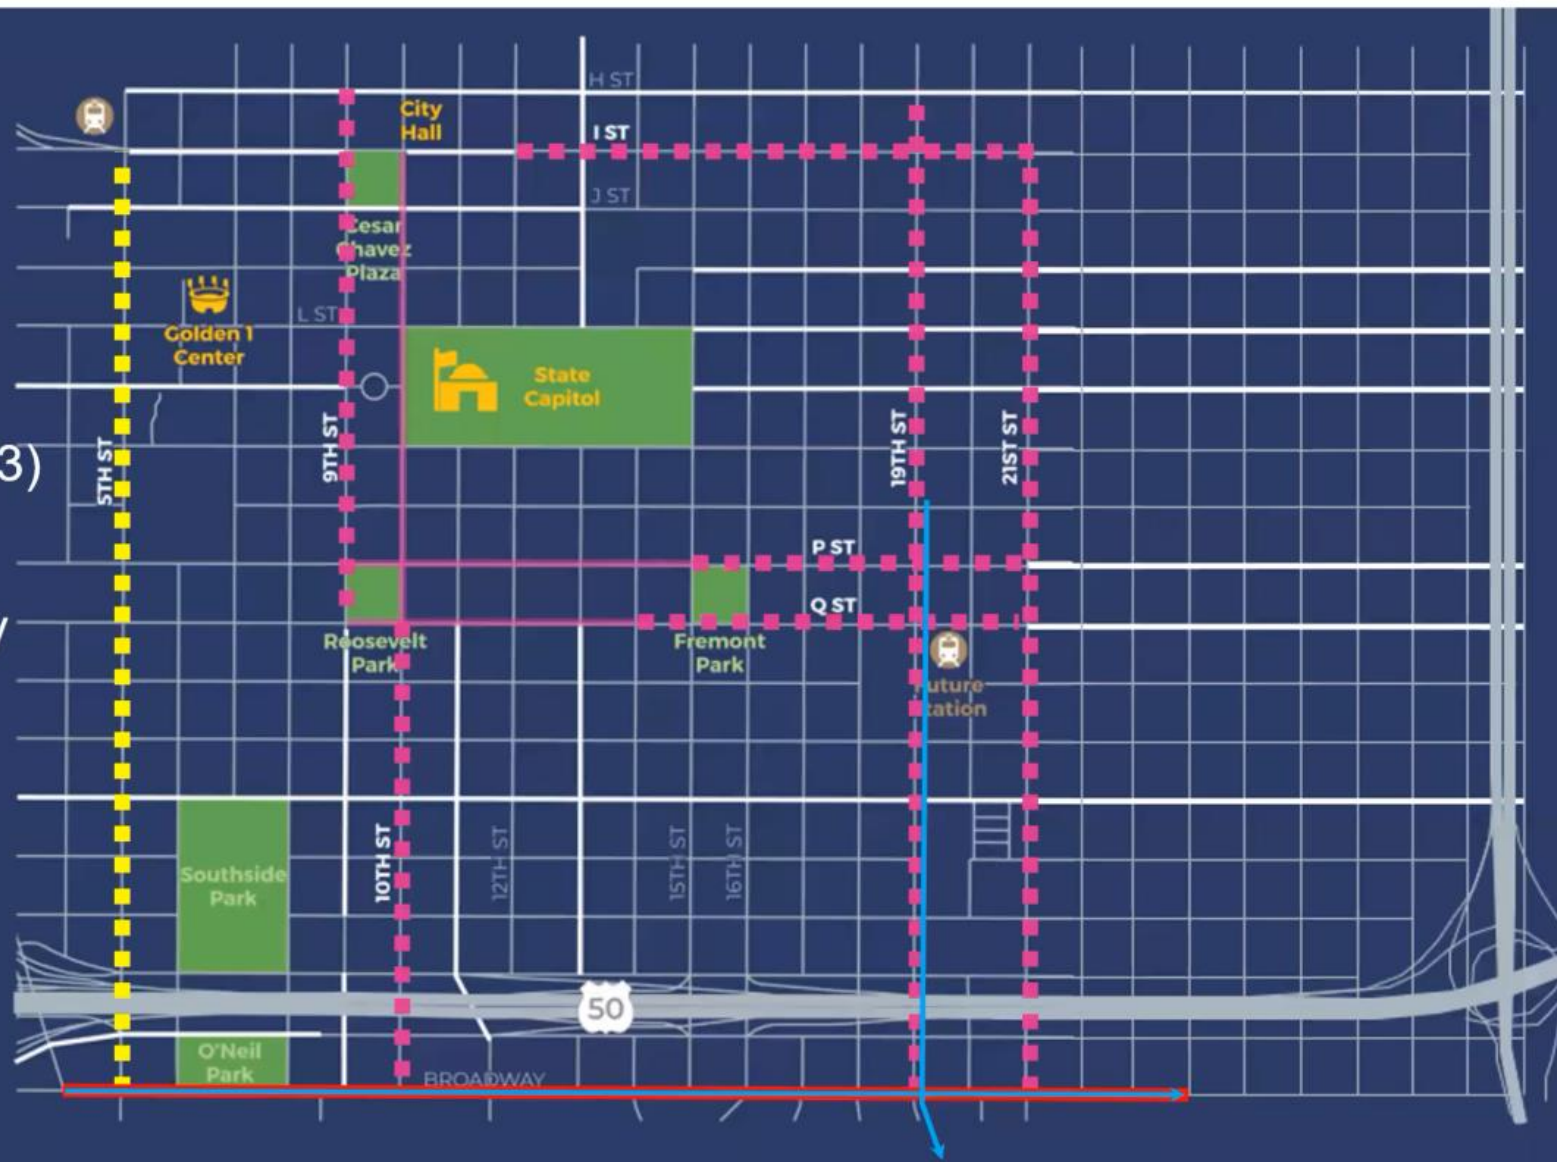 H ST
City
Hall
I ST
J ST
Cesar
Chavez
Plaza
L ST
Golden 1
Center
State
Capitol
3)
5TH ST
9TH ST
19TH ST
21ST ST
P ST
Q ST
Roosevelt
Park
Fremont
Park
Future
Station
10TH ST
12TH ST
15TH ST
16TH ST
Southside
Park
50
O'Neil
Park
BROADWAY